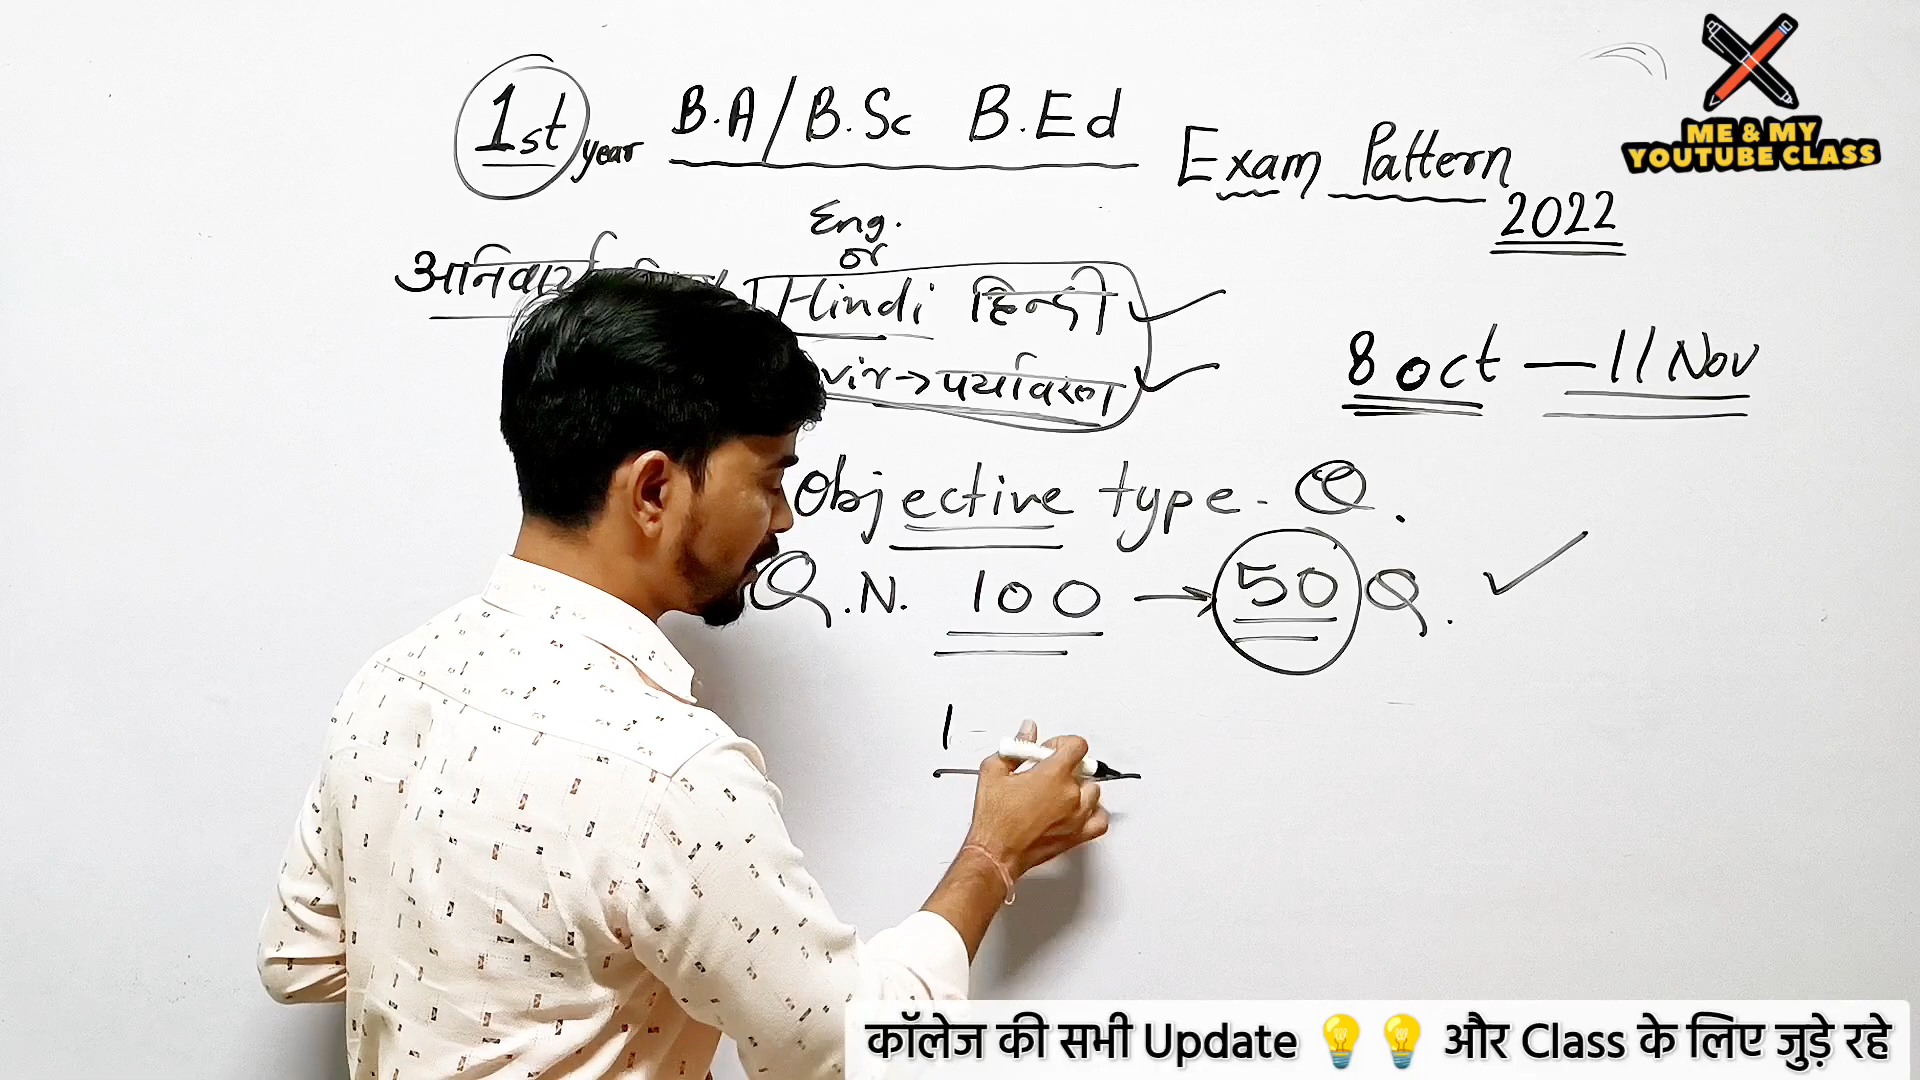 1st year B.A/B.Sc B.Ed Exam Pattern 2022
ME & MY
YOUTUBE CLASS
Eng.
or
अनिवार्य Hindi हिन्दी
→ पर्यावरण
8 oct — 11 Nov
Objective type - Q.
Q.N. 100 → 50 Q.
1
कॉलेज की सभी Update 💡💡 और Class के लिए जुड़े रहे